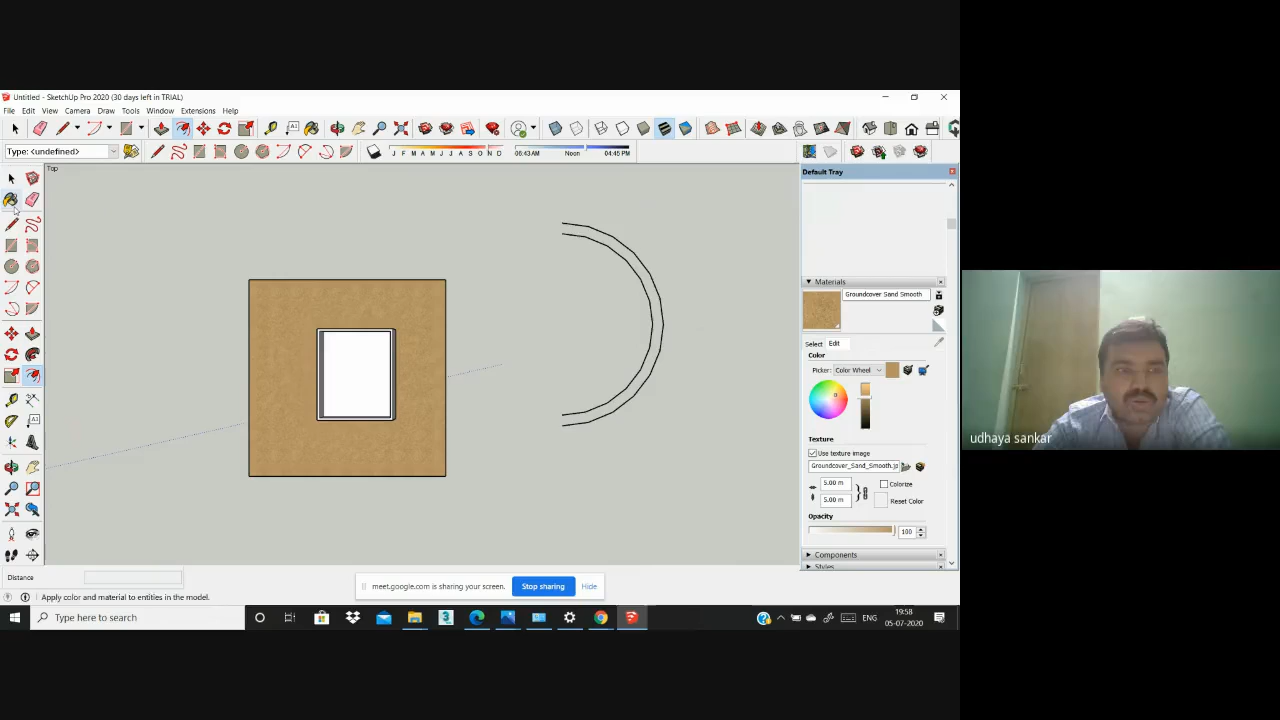 Untitled - SketchUp Pro 2020 (30 days left in TRIAL)
File Edit View Camera Draw Tools Window Extensions Help
Type: <undefined>
J F M A M J J A S O N D
06:43 AM Noon 04:45 PM
Top
Default Tray
Materials
Groundcover Sand Smooth
Select Edit
Color
Picker: Color Wheel
Texture
Use texture image
Groundcover_Sand_Smooth.jp
5.00 m
Colorize
5.00 m
Reset Color
Opacity
100
Components
Styles
udhaya sankar
Distance
meet.google.com is sharing your screen. Stop sharing Hide
Apply color and material to entities in the model.
Type here to search
ENG
19:58
05-07-2020